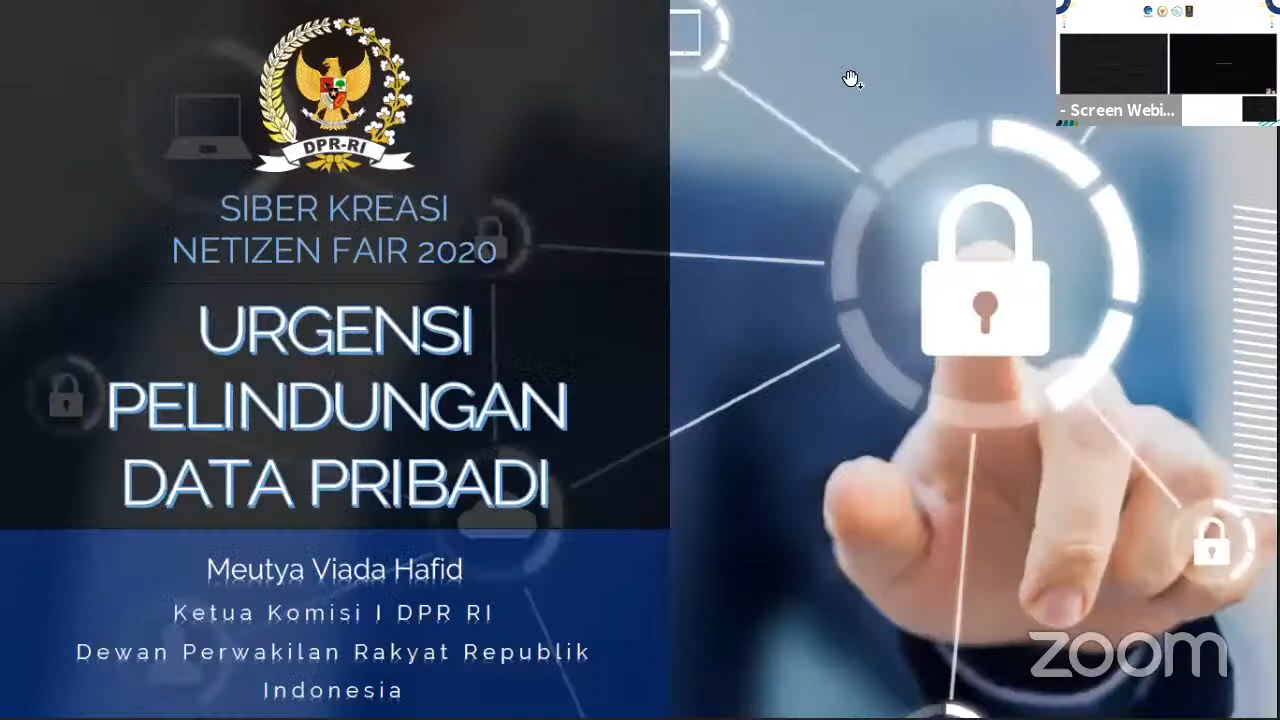 DPR-RI
SIBER KREASI
NETIZEN FAIR 2020
URGENSI
PELINDUNGAN
DATA PRIBADI
Meutya Viada Hafid
Ketua Komisi I DPR RI
Dewan Perwakilan Rakyat Republik
Indonesia
- Screen Webi...
zoom